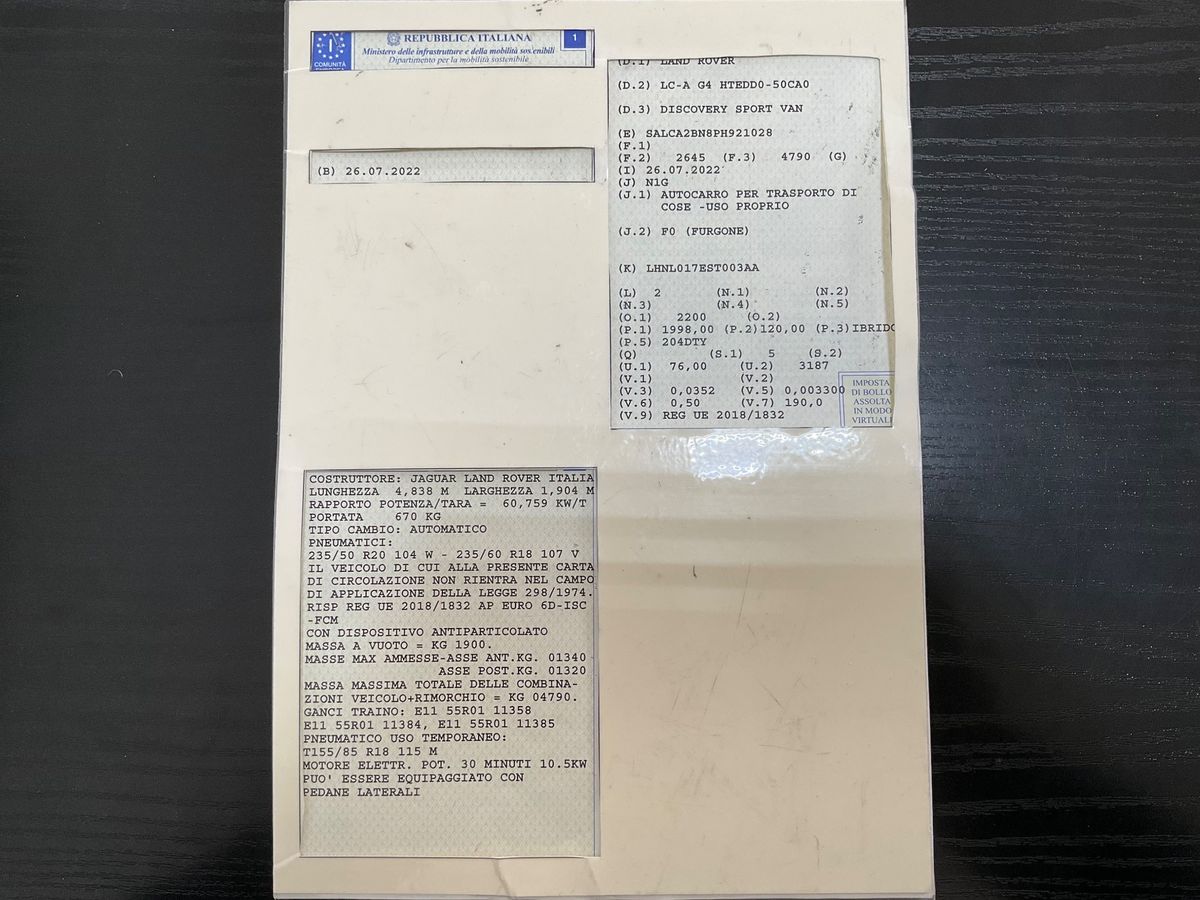 REPUBBLICA ITALIANA
1
Ministero delle infrastrutture e della mobilità sostenibili
Dipartimento per la mobilità sostenibile
I
COMUNITÀ
(B) 26.07.2022
(D.1) LAND ROVER
(D.2) LC-A G4 HTEDD0-50CA0
(D.3) DISCOVERY SPORT VAN
(E) SALCA2BN8PH921028
(F.1)
(F.2) 2645 (F.3) 4790 (G)
(I) 26.07.2022
(J) N1G
(J.1) AUTOCARRO PER TRASPORTO DI
COSE -USO PROPRIO
(J.2) F0 (FURGONE)
(K) LHNL017EST003AA
(L) 2 (N.1) (N.2)
(N.3) (N.4) (N.5)
(O.1) 2200 (O.2)
(P.1) 1998,00 (P.2)120,00 (P.3)IBRIDO
(P.5) 204DTY
(Q) (S.1) 5 (S.2)
(U.1) 76,00 (U.2) 3187
(V.1) (V.2)
(V.3) 0,0352 (V.5) 0,003300
(V.6) 0,50 (V.7) 190,0
(V.9) REG UE 2018/1832
IMPOSTA
DI BOLLO
ASSOLTA
IN MODO
VIRTUALE
COSTRUTTORE: JAGUAR LAND ROVER ITALIA
LUNGHEZZA 4,838 M LARGHEZZA 1,904 M
RAPPORTO POTENZA/TARA = 60,759 KW/T
PORTATA 670 KG
TIPO CAMBIO: AUTOMATICO
PNEUMATICI:
235/50 R20 104 W - 235/60 R18 107 V
IL VEICOLO DI CUI ALLA PRESENTE CARTA
DI CIRCOLAZIONE NON RIENTRA NEL CAMPO
DI APPLICAZIONE DELLA LEGGE 298/1974.
RISP REG UE 2018/1832 AP EURO 6D-ISC
-FCM
CON DISPOSITIVO ANTIPARTICOLATO
MASSA A VUOTO = KG 1900.
MASSE MAX AMMESSE-ASSE ANT.KG. 01340
ASSE POST.KG. 01320
MASSA MASSIMA TOTALE DELLE COMBINA-
ZIONI VEICOLO+RIMORCHIO = KG 04790.
GANCI TRAINO: E11 55R01 11358
E11 55R01 11384, E11 55R01 11385
PNEUMATICO USO TEMPORANEO:
T155/85 R18 115 M
MOTORE ELETTR. POT. 30 MINUTI 10.5KW
PUO' ESSERE EQUIPAGGIATO CON
PEDANE LATERALI